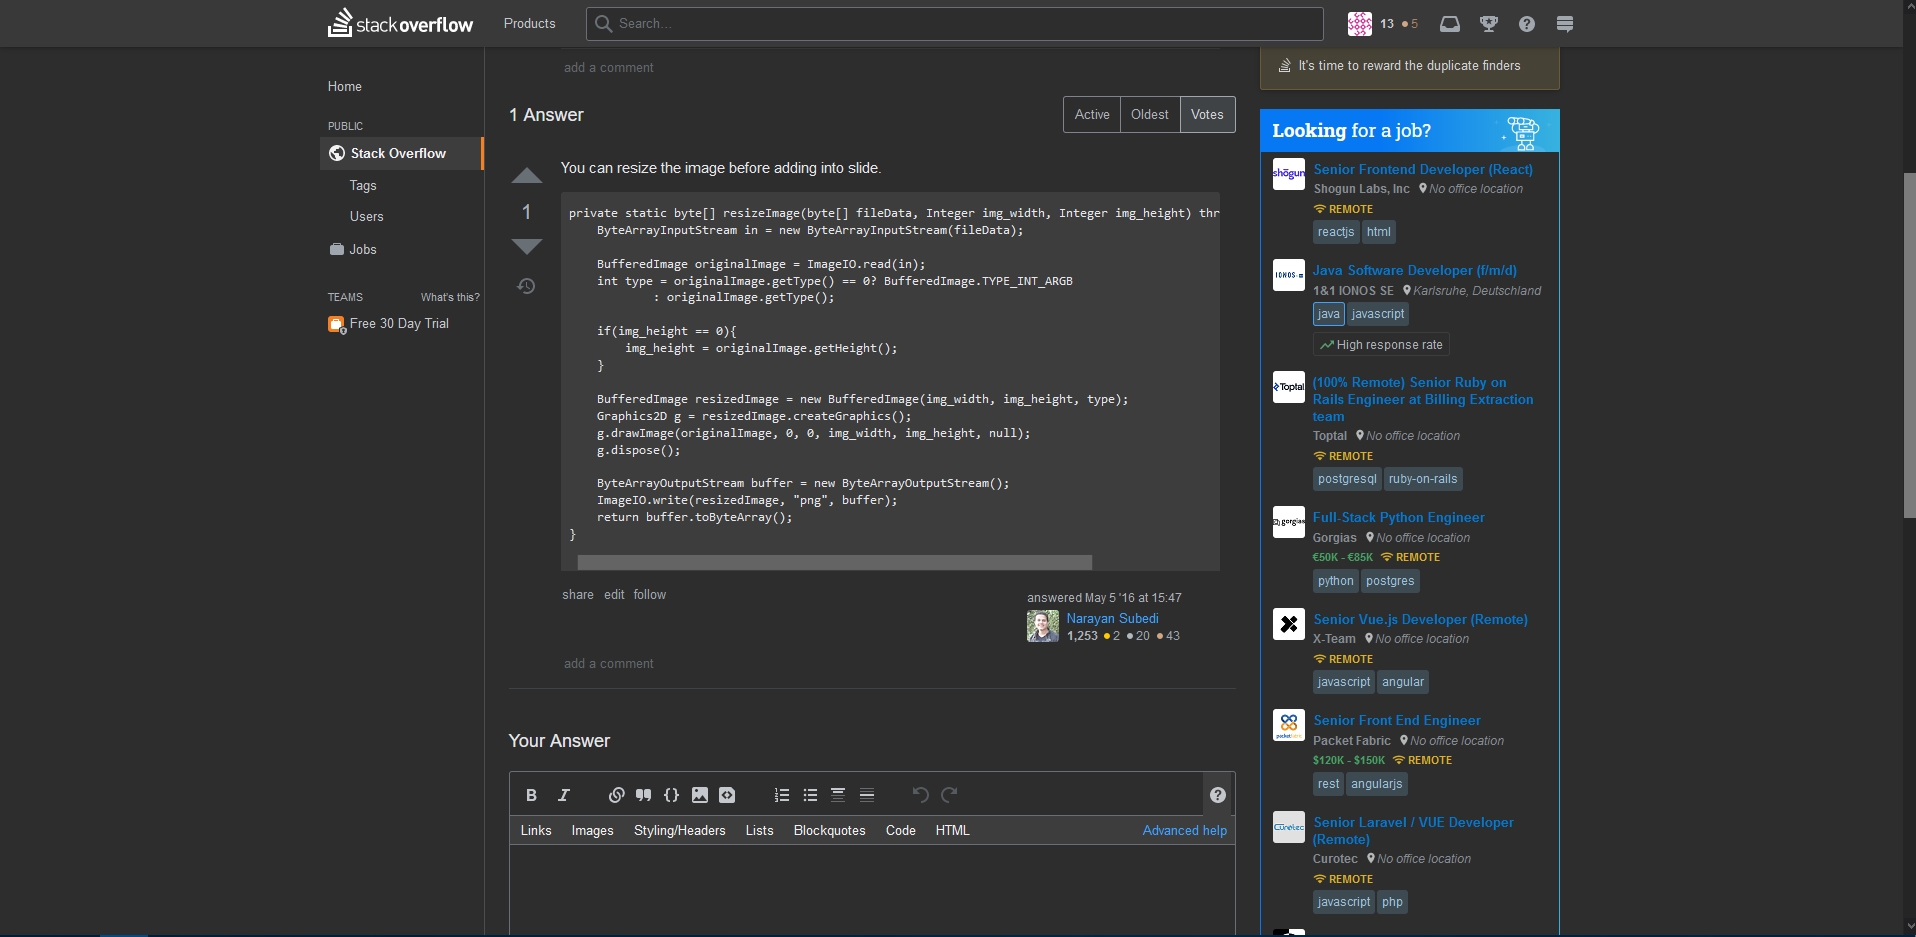 stackoverflow
Products
Search...
13 5
Home
PUBLIC
Stack Overflow
Tags
Users
Jobs
TEAMS What's this?
Free 30 Day Trial
add a comment
1 Answer
Active Oldest Votes
You can resize the image before adding into slide.
1
private static byte[] resizeImage(byte[] fileData, Integer img_width, Integer img_height) thr
ByteArrayInputStream in = new ByteArrayInputStream(fileData);
BufferedImage originalImage = ImageIO.read(in);
int type = originalImage.getType() == 0? BufferedImage.TYPE_INT_ARGB
: originalImage.getType();
if(img_height == 0){
img_height = originalImage.getHeight();
}
BufferedImage resizedImage = new BufferedImage(img_width, img_height, type);
Graphics2D g = resizedImage.createGraphics();
g.drawImage(originalImage, 0, 0, img_width, img_height, null);
g.dispose();
ByteArrayOutputStream buffer = new ByteArrayOutputStream();
ImageIO.write(resizedImage, "png", buffer);
return buffer.toByteArray();
}
share edit follow
answered May 5 '16 at 15:47
Narayan Subedi
1,253 2 20 43
add a comment
Your Answer
B I
Links Images Styling/Headers Lists Blockquotes Code HTML Advanced help
It's time to reward the duplicate finders
Looking for a job?
shogun
Senior Frontend Developer (React)
Shogun Labs, Inc No office location
REMOTE
reactjs html
IONOS
Java Software Developer (f/m/d)
1&1 IONOS SE Karlsruhe, Deutschland
java javascript
High response rate
Toptal
(100% Remote) Senior Ruby on
Rails Engineer at Billing Extraction
team
Toptal No office location
REMOTE
postgresql ruby-on-rails
gorgias
Full-Stack Python Engineer
Gorgias No office location
€50K - €85K REMOTE
python postgres
Senior Vue.js Developer (Remote)
X-Team No office location
REMOTE
javascript angular
Senior Front End Engineer
Packet Fabric No office location
$120K - $150K REMOTE
rest angularjs
Curotec
Senior Laravel / VUE Developer
(Remote)
Curotec No office location
REMOTE
javascript php